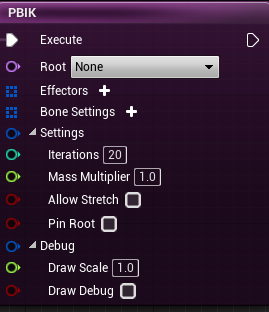 PBIK
Execute
Root None
Effectors +
Bone Settings +
Settings
Iterations 20
Mass Multiplier 1.0
Allow Stretch
Pin Root
Debug
Draw Scale 1.0
Draw Debug